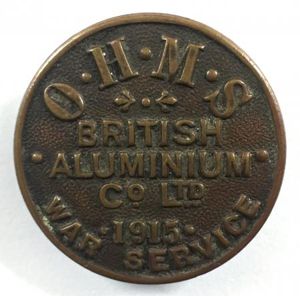 O·H·M·S
BRITISH
·ALUMINIUM·
CO LTD
·1915·
WAR SERVICE